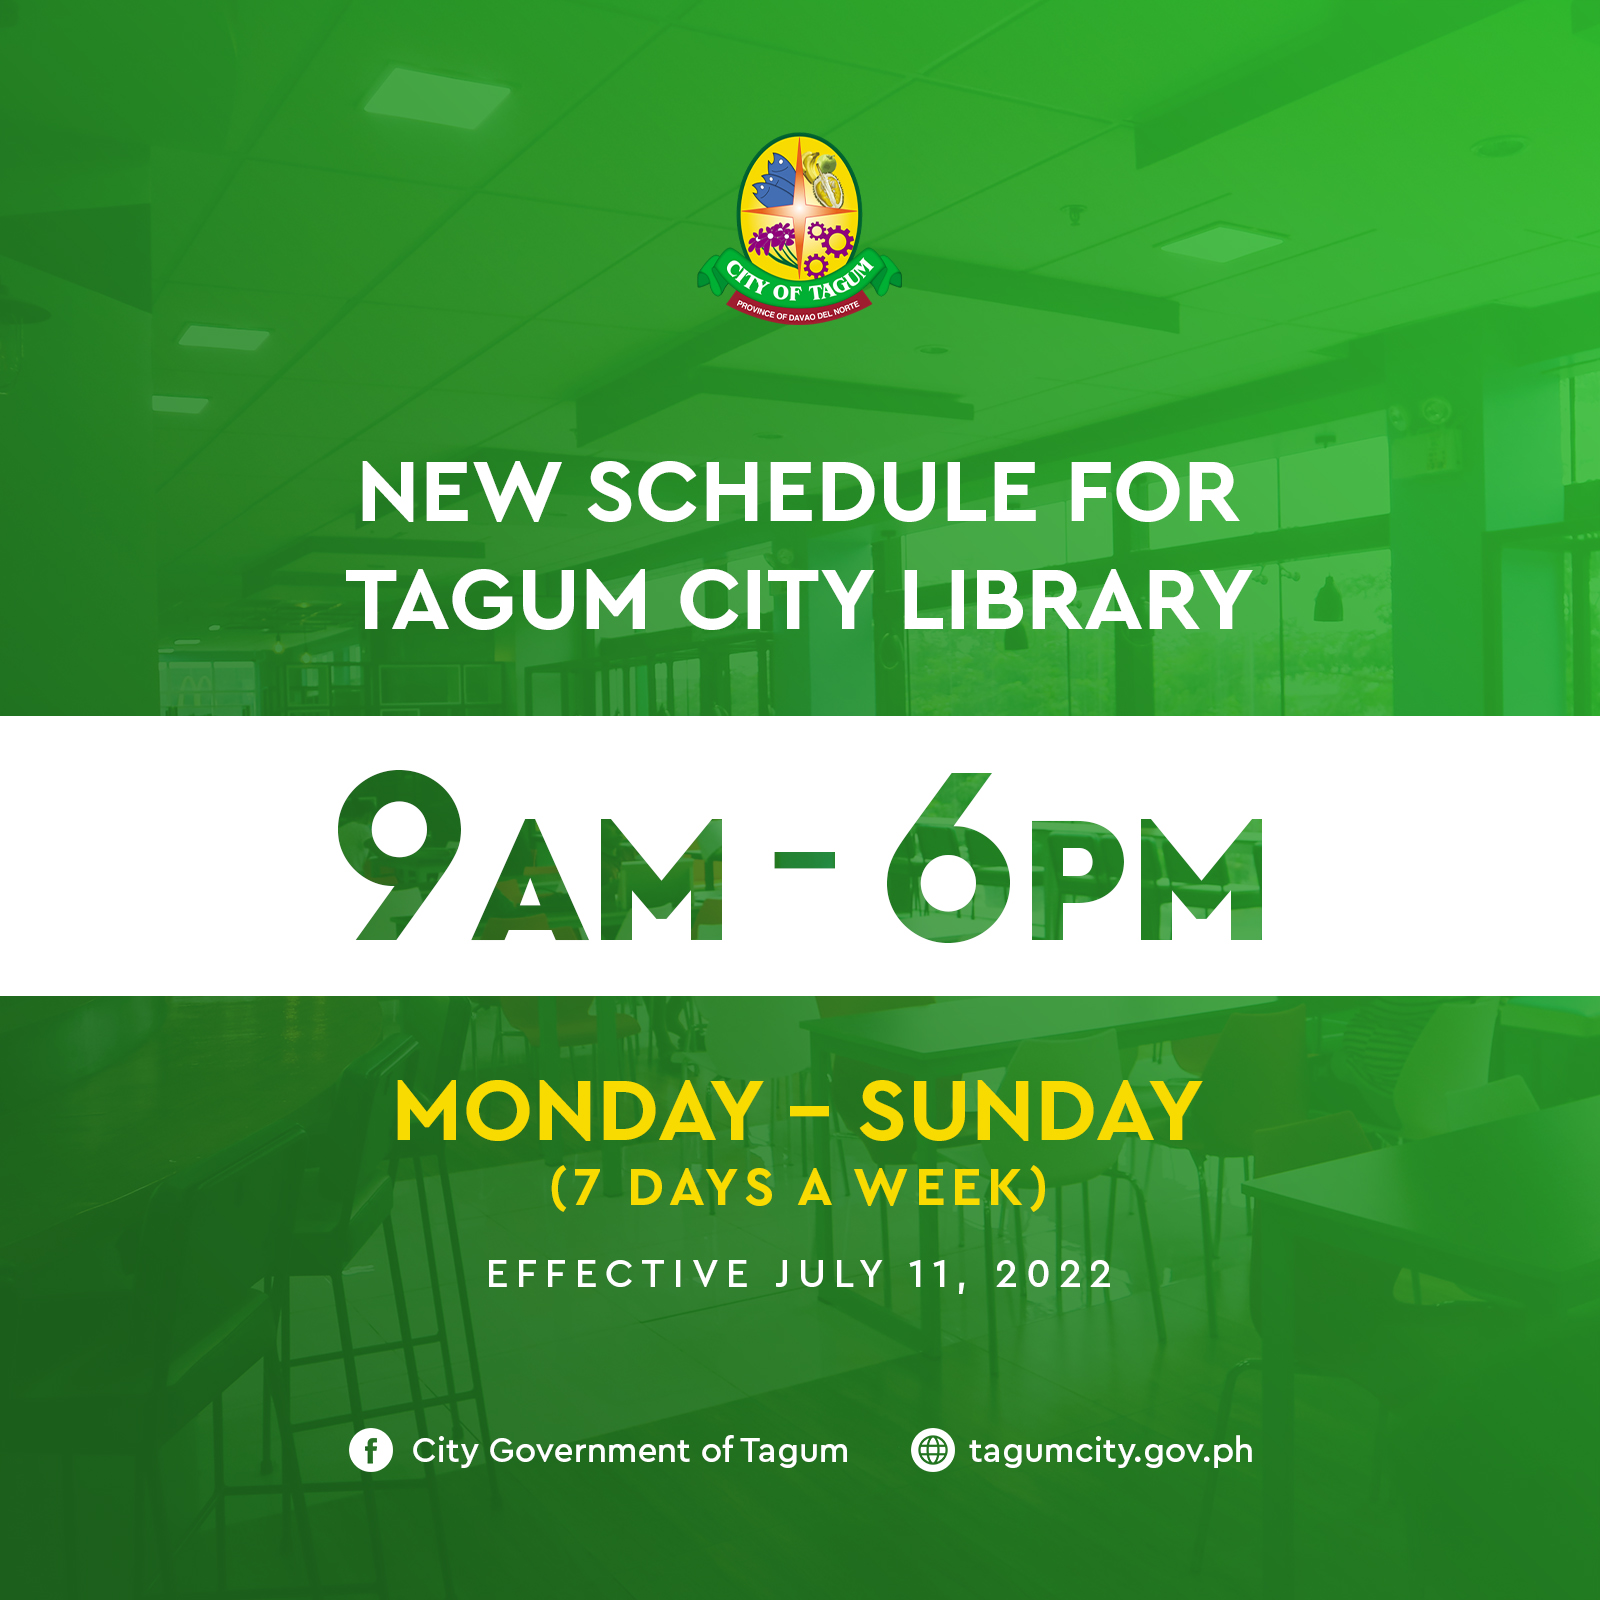 CITY OF TAGUM
PROVINCE OF DAVAO DEL NORTE
NEW SCHEDULE FOR
TAGUM CITY LIBRARY
9AM - 6PM
MONDAY – SUNDAY
(7 DAYS A WEEK)
EFFECTIVE JULY 11, 2022
City Government of Tagum
tagumcity.gov.ph